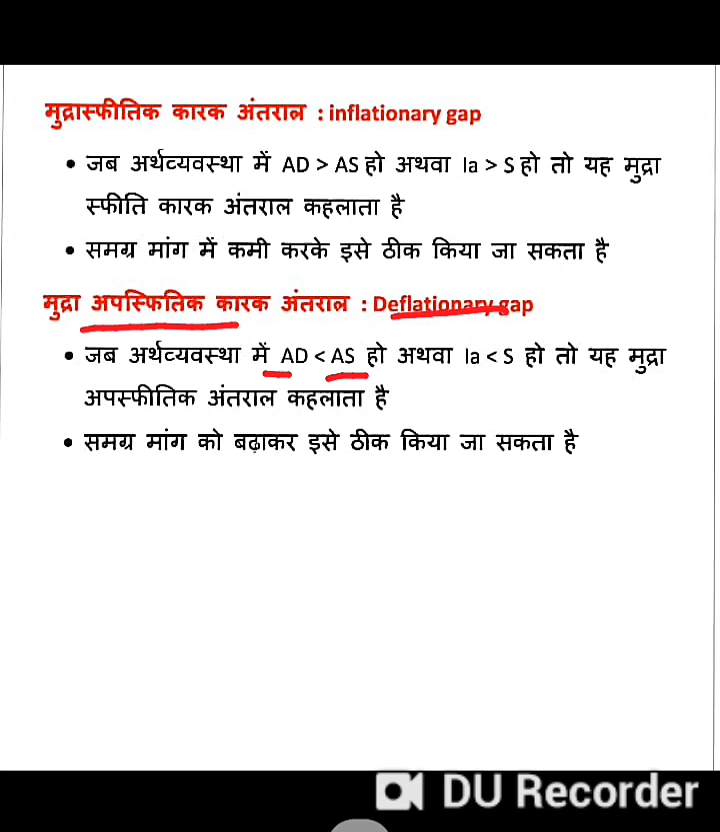 मुद्रास्फीतिक कारक अंतराल : inflationary gap
• जब अर्थव्यवस्था में AD > AS हो अथवा Ia > S हो तो यह मुद्रा
स्फीति कारक अंतराल कहलाता है
• समग्र मांग में कमी करके इसे ठीक किया जा सकता है
मुद्रा अपस्फितिक कारक अंतराल : Deflationary gap
• जब अर्थव्यवस्था में AD < AS हो अथवा Ia < S हो तो यह मुद्रा
अपस्फीतिक अंतराल कहलाता है
• समग्र मांग को बढ़ाकर इसे ठीक किया जा सकता है
DU Recorder